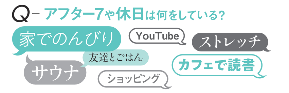 Q－アフター7や休日は何をしている?
家でのんびり
YouTube
ストレッチ
友達とごはん
サウナ
ショッピング
カフェで読書